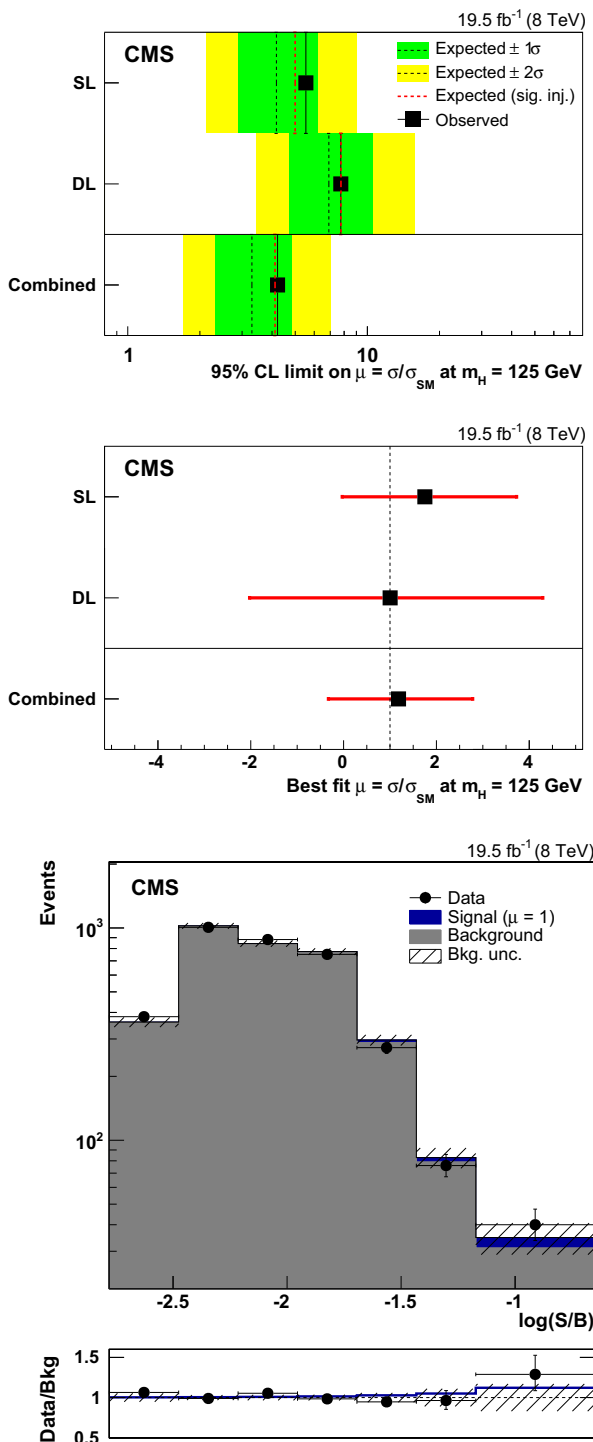 19.5 fb⁻¹ (8 TeV)
CMS
Expected ± 1σ
Expected ± 2σ
Expected (sig. inj.)
Observed
SL
DL
Combined
1 10
95% CL limit on μ = σ/σ_SM at m_H = 125 GeV
19.5 fb⁻¹ (8 TeV)
CMS
SL
DL
Combined
-4 -2 0 2 4
Best fit μ = σ/σ_SM at m_H = 125 GeV
19.5 fb⁻¹ (8 TeV)
Events
CMS
Data
Signal (μ = 1)
Background
Bkg. unc.
10³
10²
-2.5 -2 -1.5 -1
log(S/B)
Data/Bkg
1.5
1
0.5